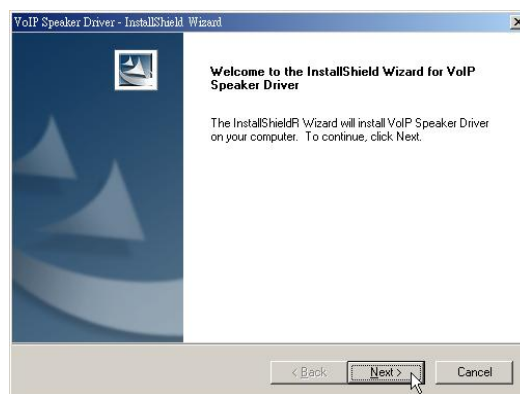 VoIP Speaker Driver - InstallShield Wizard
Welcome to the InstallShield Wizard for VoIP
Speaker Driver
The InstallShieldR Wizard will install VoIP Speaker Driver
on your computer. To continue, click Next.
< Back
Next >
Cancel